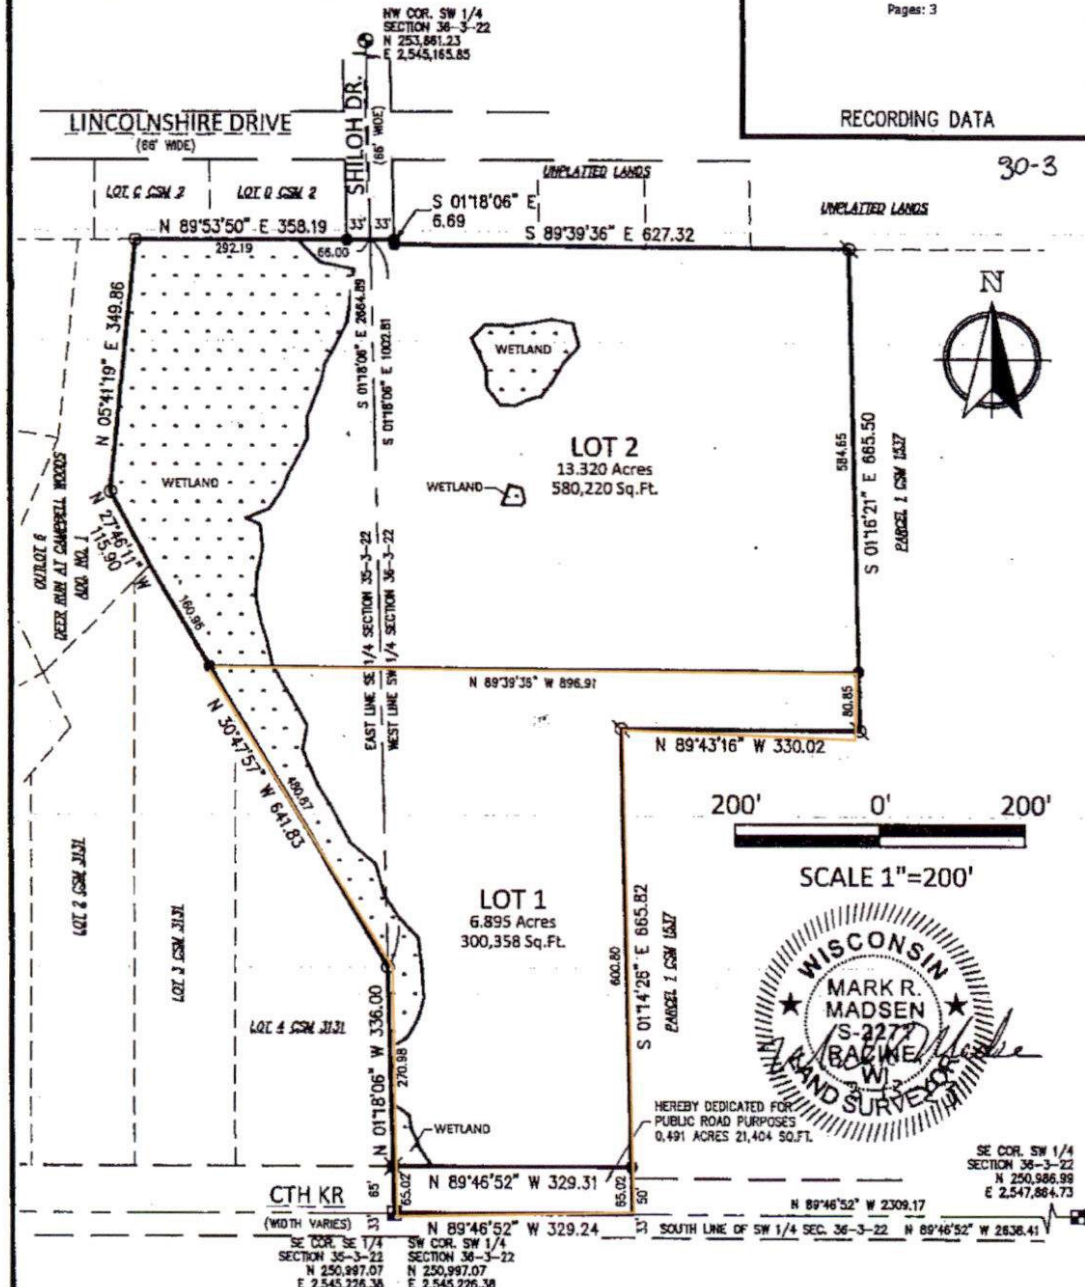 Pages: 3
RECORDING DATA
30-3
NW COR. SW 1/4
SECTION 36-3-22
N 253,661.23
E 2,545,165.85
LINCOLNSHIRE DRIVE
(66' WIDE)
SHILOH DR.
(66' WIDE)
LOT C CSM 2
LOT D CSM 2
UNPLATTED LANDS
UNPLATTED LANDS
S 01°18'06" E
6.69
N 89°53'50" E 358.19
33' 33'
S 89°39'36" E 627.32
292.19
66.00
N
N 05°41'19" E 349.86
S 01°18'06" E 2664.89
S 01°18'06" E 1002.81
WETLAND
LOT 2
13.320 Acres
580,220 Sq.Ft.
WETLAND
WETLAND
584.65
S 01°16'21" E 665.50
PARCEL 1 CSM 1537
OUTLOT 6
DEER RUN AT CAMPBELL WOODS
ADD. NO. 1
N 27°46'11" W
115.90
160.96
EAST LINE SE 1/4 SECTION 35-3-22
WEST LINE SW 1/4 SECTION 36-3-22
N 89°39'36" W 896.97
80.85
N 89°43'16" W 330.02
N 30°47'57" W 641.83
480.87
200' 0' 200'
SCALE 1"=200'
LOT 2 CSM 3131
LOT 3 CSM 3131
LOT 4 CSM 3131
LOT 1
6.895 Acres
300,358 Sq.Ft.
600.80
S 01°14'26" E 665.82
PARCEL 1 CSM 1537
WISCONSIN
MARK R.
MADSEN
S-2271
RACINE,
WI
LAND SURVEYOR
N 01°18'06" W 336.00
270.98
WETLAND
HEREBY DEDICATED FOR
PUBLIC ROAD PURPOSES
0.491 ACRES 21,404 SQ.FT.
N 89°46'52" W 329.31
CTH KR
(WIDTH VARIES)
65'
33'
65.02
65.02
50'
33'
N 89°46'52" W 329.24
SE COR. SW 1/4
SECTION 36-3-22
N 250,986.99
E 2,547,864.73
N 89°46'52" W 2309.17
SOUTH LINE OF SW 1/4 SEC. 36-3-22 N 89°46'52" W 2638.41
SE COR. SE 1/4
SECTION 35-3-22
N 250,997.07
E 2,545,226.38
SW COR. SW 1/4
SECTION 36-3-22
N 250,997.07
E 2,545,226.38